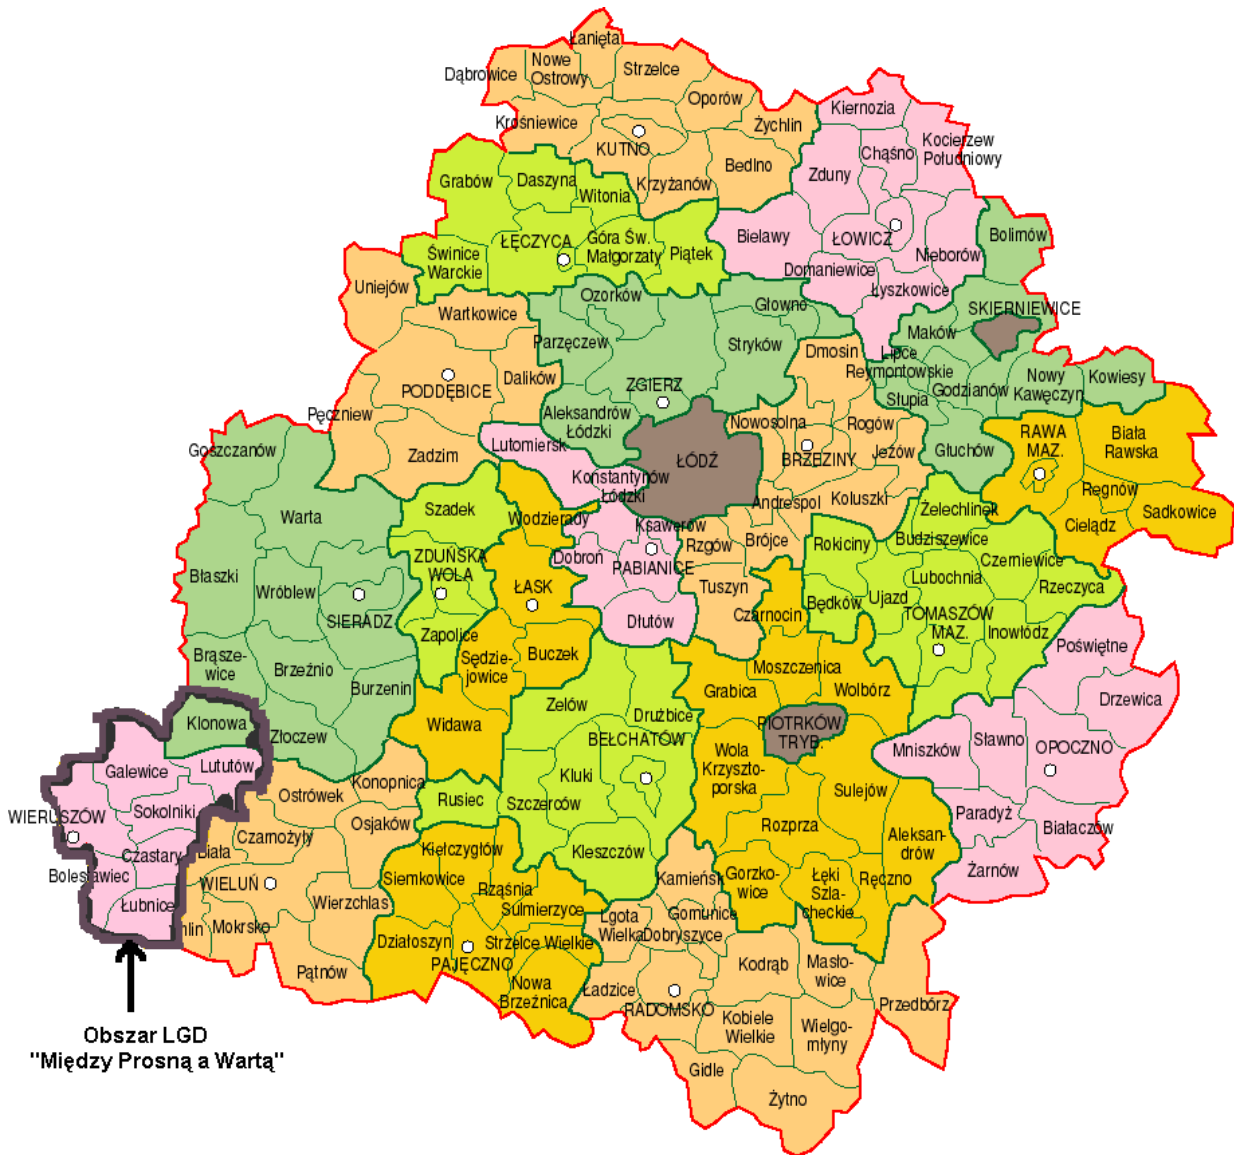 Łanięta
Nowe
Ostrowy
Dąbrowice
Strzelce
Oporów
Krośniewice
Żychlin
KUTNO
Bedlno
Krzyżanów
Kiernozia
Kocierzew
Południowy
Chąśno
Zduny
Bielawy
ŁOWICZ
Nieborów
Domaniewice
Łyszkowice
Grabów
Daszyna
Witonia
ŁĘCZYCA
Góra Św.
Małgorzaty
Piątek
Świnice
Warckie
Bolimów
SKIERNIEWICE
Maków
Lipce
Reymontowskie
Godzianów
Nowy
Kawęczyn
Kowiesy
Słupia
Głuchów
Uniejów
Wartkowice
PODDĘBICE
Dalików
Pęczniew
Zadzim
Ozorków
Głowno
Parzęczew
Stryków
ZGIERZ
Aleksandrów
Łódzki
Dmosin
Nowosolna
Rogów
BRZEZINY
Jeżów
Koluszki
Andrespol
Brójce
Rzgów
Tuszyn
ŁÓDŹ
Lutomiersk
Konstantynów
Łódzki
Ksawerów
Dobroń
PABIANICE
Dłutów
RAWA
MAZ.
Biała
Rawska
Regnów
Sadkowice
Cielądz
Goszczanów
Warta
Błaszki
Wróblew
SIERADZ
Brąsze-
wice
Brzeźnio
Burzenin
Złoczew
Klonowa
Szadek
ZDUŃSKA
WOLA
Zapolice
Wodzierady
ŁASK
Buczek
Sędzie-
jowice
Widawa
Żelechlinek
Rokiciny
Budziszewice
Czerniewice
Lubochnia
Rzeczyca
Będków
Ujazd
TOMASZÓW
MAZ.
Inowłódz
Czarnocin
Moszczenica
Grabica
Wolbórz
PIOTRKÓW
TRYB.
Wola
Krzyszto-
porska
Sulejów
Rozprza
Aleksan-
drów
Gorzko-
wice
Łęki
Szla-
checkie
Ręczno
Poświętne
Drzewica
Mniszków
Sławno
OPOCZNO
Paradyż
Białaczów
Żarnów
Zelów
Drużbice
BEŁCHATÓW
Kluki
Rusiec
Szczerców
Kleszczów
Galewice
Lututów
WIERUSZÓW
Sokolniki
Czastary
Bolesławiec
Łubnice
Konopnica
Ostrówek
Osjaków
Czarnożyły
Biała
WIELUŃ
Wierzchlas
Mokrsko
Pątnów
Kiełczygłów
Siemkowice
Rząśnia
Sulmierzyce
Działoszyn
Strzelce Wielkie
PAJĘCZNO
Nowa
Brzeźnica
Kamieńsk
Gomunice
Lgota
Wielka
Dobryszyce
Kodrąb
Masło-
wice
Ładzice
RADOMSKO
Przedbórz
Kobiele
Wielkie
Wielgo-
młyny
Gidle
Żytno
Obszar LGD
"Między Prosną a Wartą"